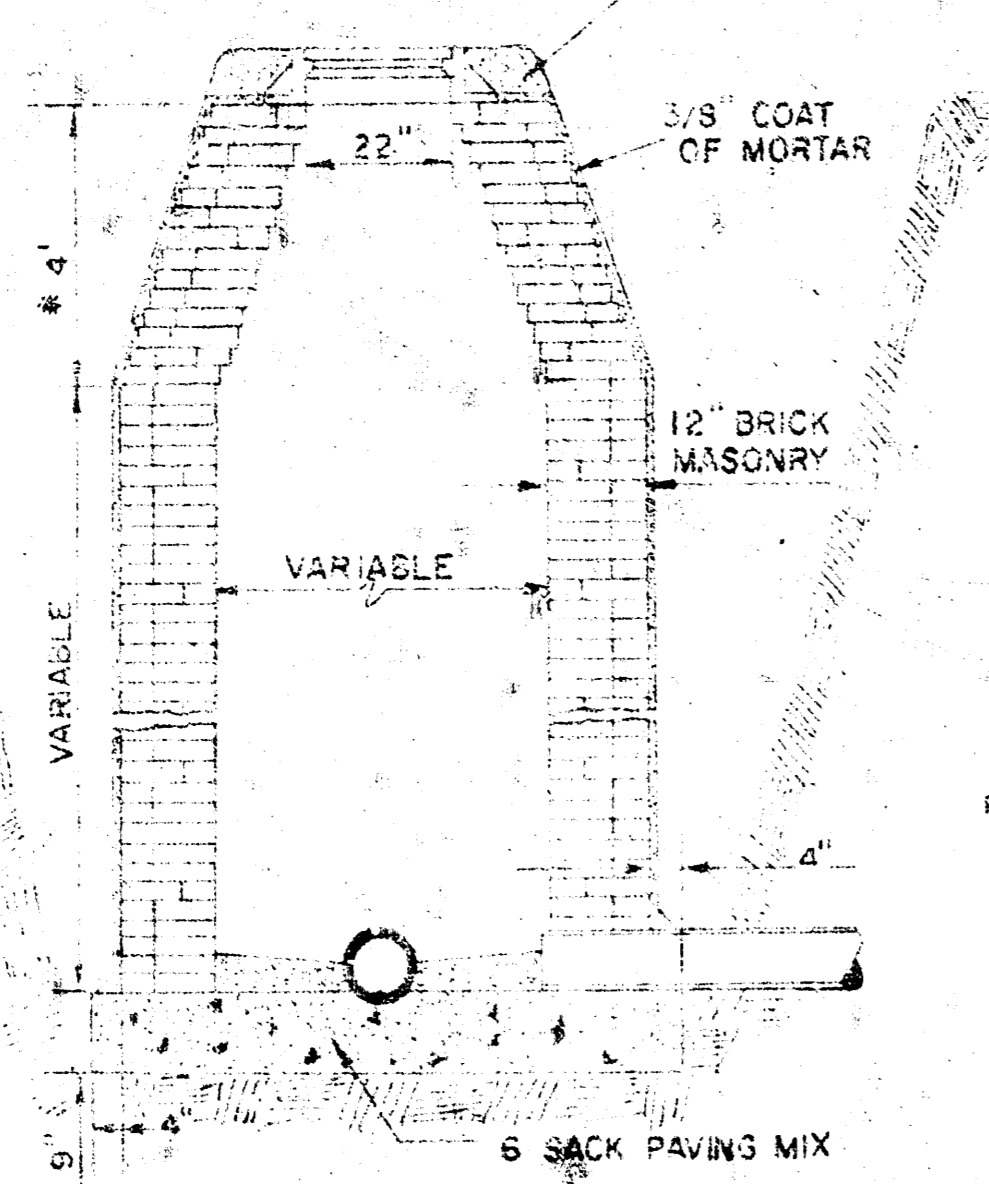 3/8" COAT
OF MORTAR
22"
* 4'
12" BRICK
MASONRY
VARIABLE
VARIABLE
4"
4"
9"
6 SACK PAVING MIX